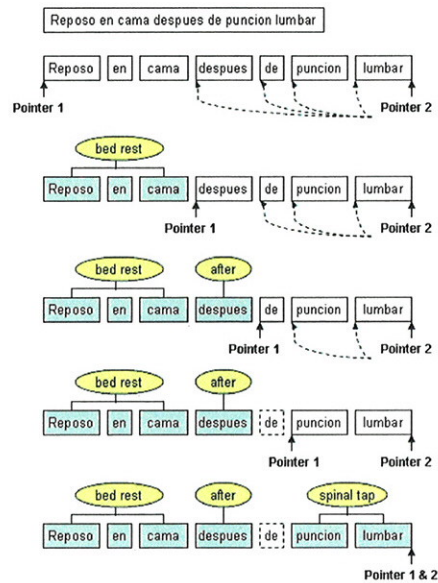 Reposo en cama despues de puncion lumbar
Reposo en cama despues de puncion lumbar
Pointer 1 Pointer 2
bed rest
Reposo en cama despues de puncion lumbar
Pointer 1 Pointer 2
bed rest after
Reposo en cama despues de puncion lumbar
Pointer 1 Pointer 2
bed rest after
Reposo en cama despues de puncion lumbar
Pointer 1 Pointer 2
bed rest after spinal tap
Reposo en cama despues de puncion lumbar
Pointer 1 & 2